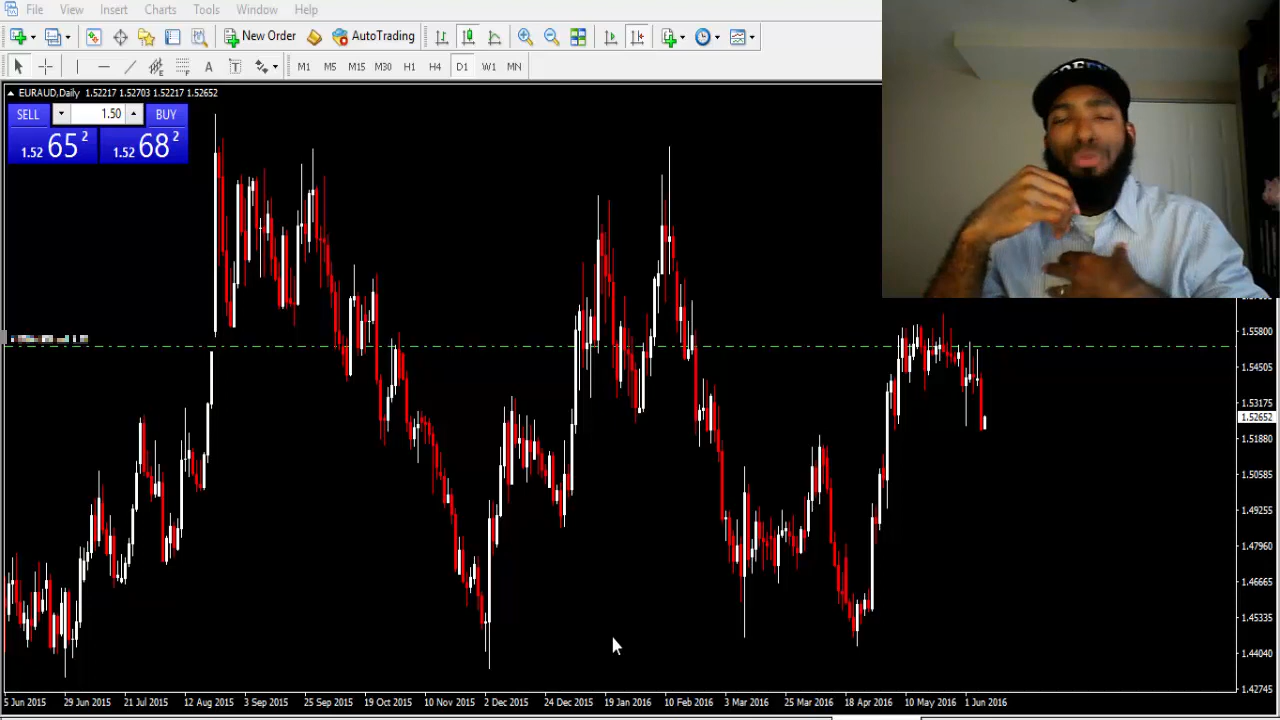 File View Insert Charts Tools Window Help
New Order AutoTrading
A T M1 M5 M15 M30 H1 H4 D1 W1 MN
EURAUD,Daily 1.52217 1.52703 1.52217 1.52652
SELL 1.50 BUY
1.52 65 2 1.52 68 2
1.55800
1.54505
1.53175
1.52652
1.51880
1.50585
1.49255
1.47960
1.46665
1.45335
1.44040
1.42745
5 Jun 2015 29 Jun 2015 21 Jul 2015 12 Aug 2015 3 Sep 2015 25 Sep 2015 19 Oct 2015 10 Nov 2015 2 Dec 2015 24 Dec 2015 19 Jan 2016 10 Feb 2016 3 Mar 2016 25 Mar 2016 18 Apr 2016 10 May 2016 1 Jun 2016